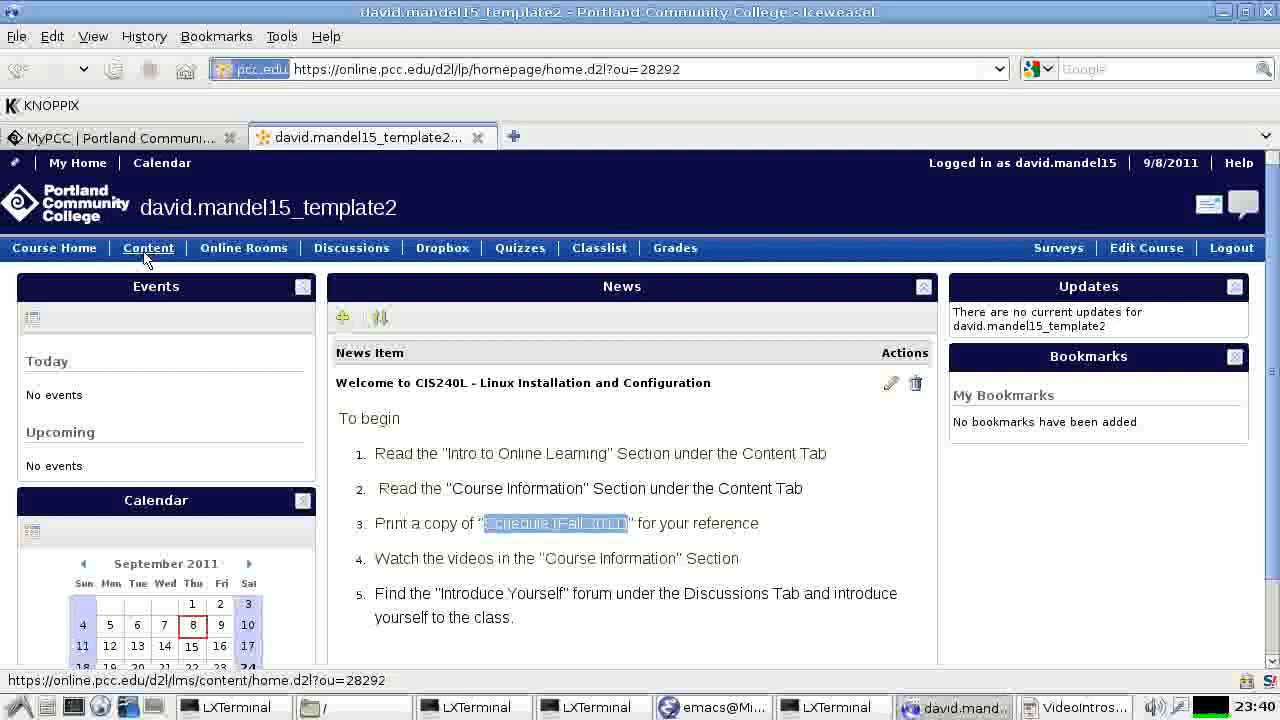 david.mandel15_template2 - Portland Community College - Iceweasel
File Edit View History Bookmarks Tools Help
pcc.edu https://online.pcc.edu/d2l/lp/homepage/home.d2l?ou=28292
Google
KNOPPIX
MyPCC | Portland Communi... david.mandel15_template2...
My Home Calendar Logged in as david.mandel15 9/8/2011 Help
Portland Community College
david.mandel15_template2
Course Home Content Online Rooms Discussions Dropbox Quizzes Classlist Grades Surveys Edit Course Logout
Events
Today
No events
Upcoming
No events
Calendar
September 2011
Sun Mon Tue Wed Thu Fri Sat
1 2 3
4 5 6 7 8 9 10
11 12 13 14 15 16 17
18 19 20 21 22 23 24
News
News Item Actions
Welcome to CIS240L - Linux Installation and Configuration
To begin
1. Read the "Intro to Online Learning" Section under the Content Tab
2. Read the "Course Information" Section under the Content Tab
3. Print a copy of "Schedule (Fall 2011)" for your reference
4. Watch the videos in the "Course Information" Section
5. Find the "Introduce Yourself" forum under the Discussions Tab and introduce
yourself to the class.
Updates
There are no current updates for
david.mandel15_template2
Bookmarks
My Bookmarks
No bookmarks have been added
https://online.pcc.edu/d2l/lms/content/home.d2l?ou=28292
LXTerminal / LXTerminal LXTerminal emacs@Mi... LXTerminal david.mand... VideoIntros... 23:40